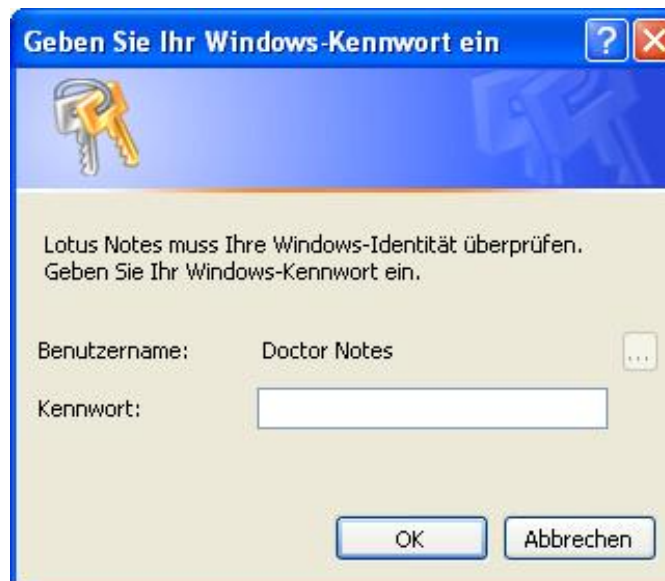 Geben Sie Ihr Windows-Kennwort ein
Lotus Notes muss Ihre Windows-Identität überprüfen.
Geben Sie Ihr Windows-Kennwort ein.
Benutzername: Doctor Notes ...
Kennwort:
OK Abbrechen